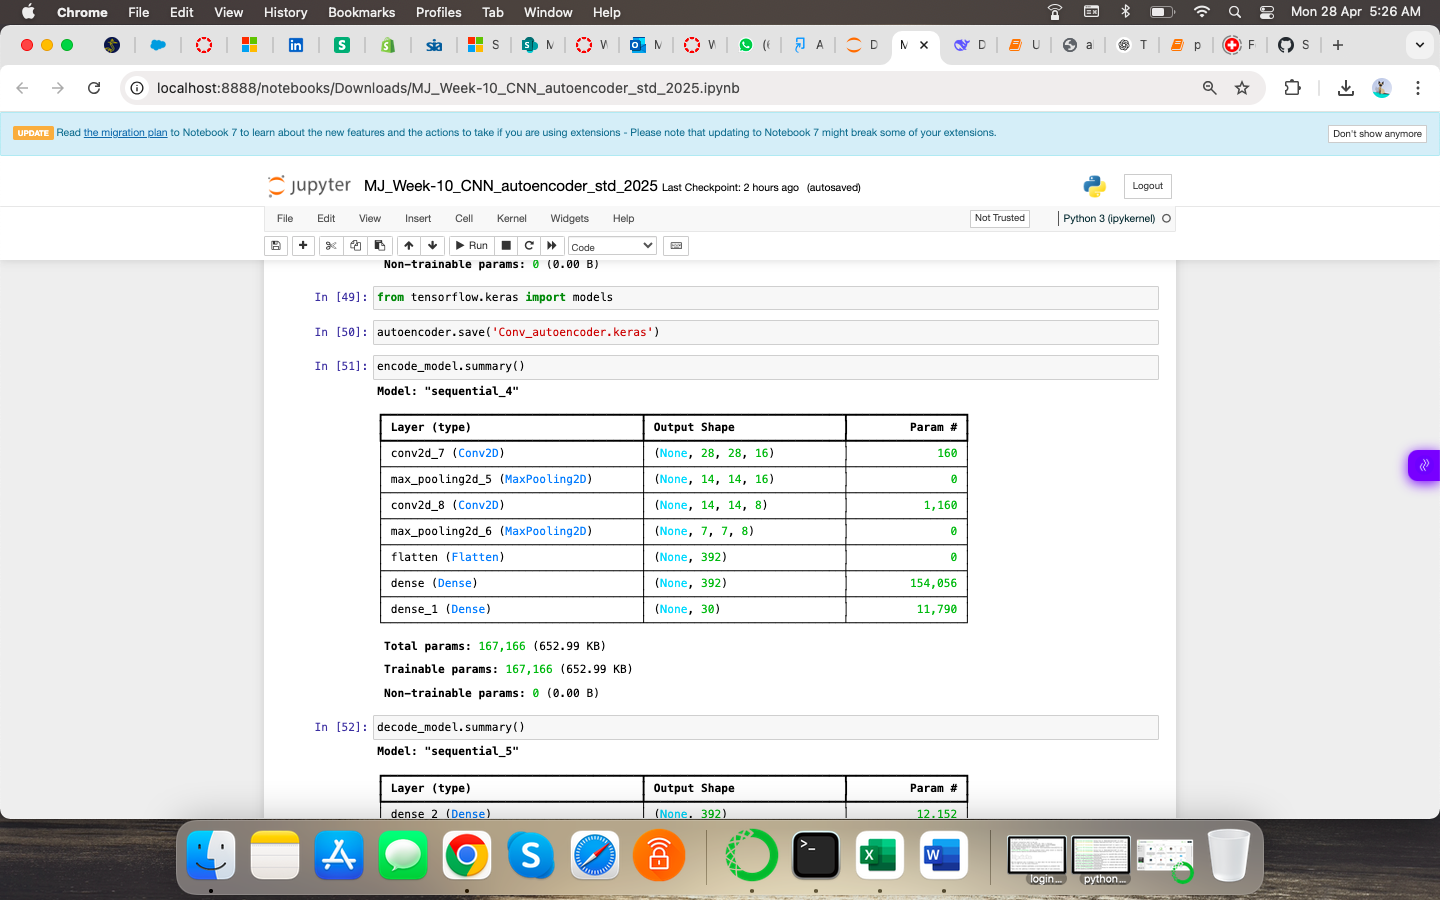 Chrome File Edit View History Bookmarks Profiles Tab Window Help Mon 28 Apr 5:26 AM
S M W M W (6 A D M D U a T p F S
localhost:8888/notebooks/Downloads/MJ_Week-10_CNN_autoencoder_std_2025.ipynb
UPDATE Read the migration plan to Notebook 7 to learn about the new features and the actions to take if you are using extensions - Please note that updating to Notebook 7 might break some of your extensions. Don't show anymore
jupyter MJ_Week-10_CNN_autoencoder_std_2025 Last Checkpoint: 2 hours ago (autosaved) Logout
File Edit View Insert Cell Kernel Widgets Help Not Trusted Python 3 (ipykernel)
Run Code
Non-trainable params: 0 (0.00 B)
In [49]: from tensorflow.keras import models
In [50]: autoencoder.save('Conv_autoencoder.keras')
In [51]: encode_model.summary()
Model: "sequential_4"
Layer (type) Output Shape Param #
conv2d_7 (Conv2D) (None, 28, 28, 16) 160
max_pooling2d_5 (MaxPooling2D) (None, 14, 14, 16) 0
conv2d_8 (Conv2D) (None, 14, 14, 8) 1,160
max_pooling2d_6 (MaxPooling2D) (None, 7, 7, 8) 0
flatten (Flatten) (None, 392) 0
dense (Dense) (None, 392) 154,056
dense_1 (Dense) (None, 30) 11,790
Total params: 167,166 (652.99 KB)
Trainable params: 167,166 (652.99 KB)
Non-trainable params: 0 (0.00 B)
In [52]: decode_model.summary()
Model: "sequential_5"
Layer (type) Output Shape Param #
dense_2 (Dense) (None, 392) 12,152
login... python...